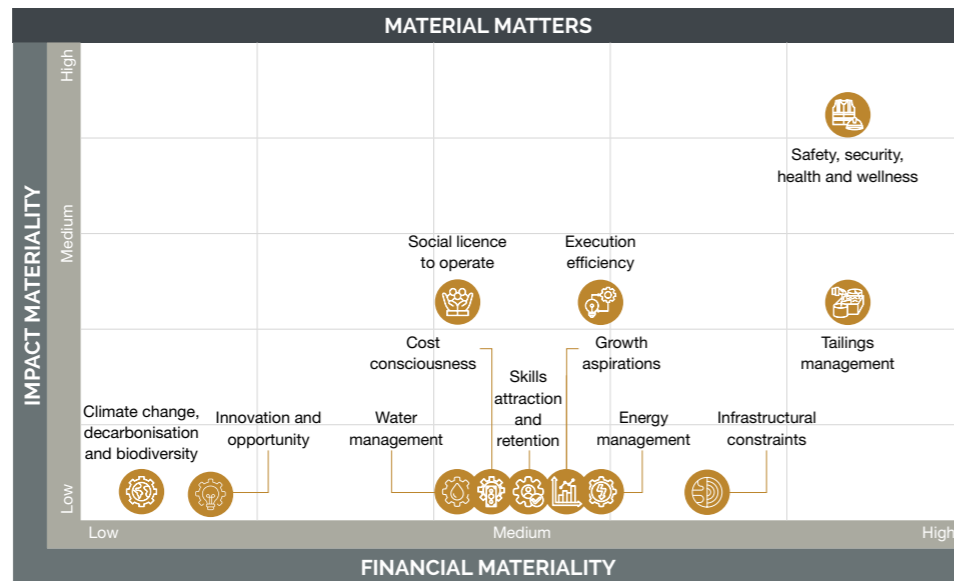 MATERIAL MATTERS
IMPACT MATERIALITY
High
Medium
Low
Safety, security,
health and wellness
Social licence
to operate
Execution
efficiency
Tailings
management
Cost
consciousness
Growth
aspirations
Skills
attraction
and
retention
Climate change,
decarbonisation
and biodiversity
Innovation and
opportunity
Water
management
Energy
management
Infrastructural
constraints
Low
Medium
High
FINANCIAL MATERIALITY